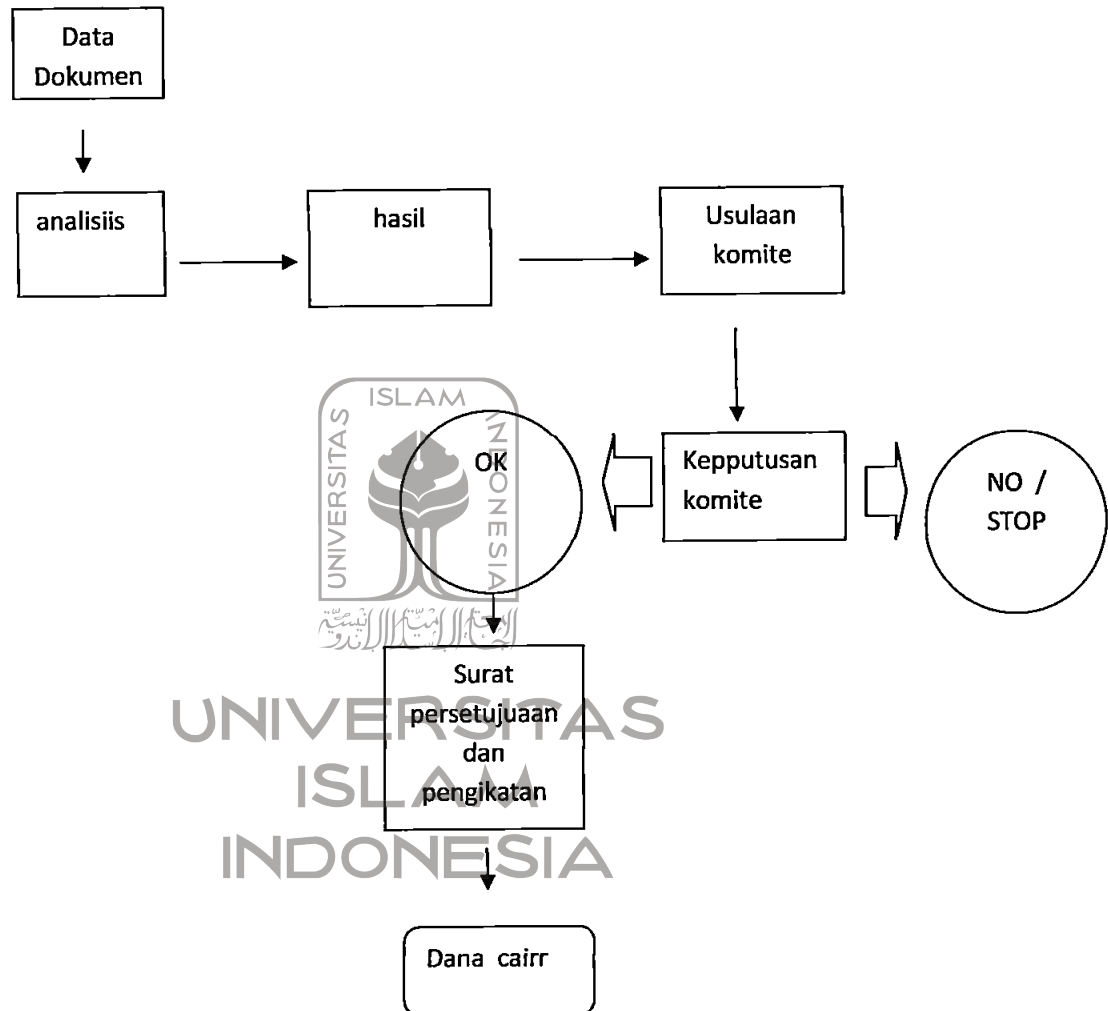 Data
Dokumen
analisiis
hasil
Usulaan
komite
Kepputusan
komite
OK
NO /
STOP
Surat
persetujuaan
dan
pengikatan
Dana cairr
UNIVERSITAS
ISLAM
INDONESIA
UNIVERSITAS
ISLAM
INDONESIA